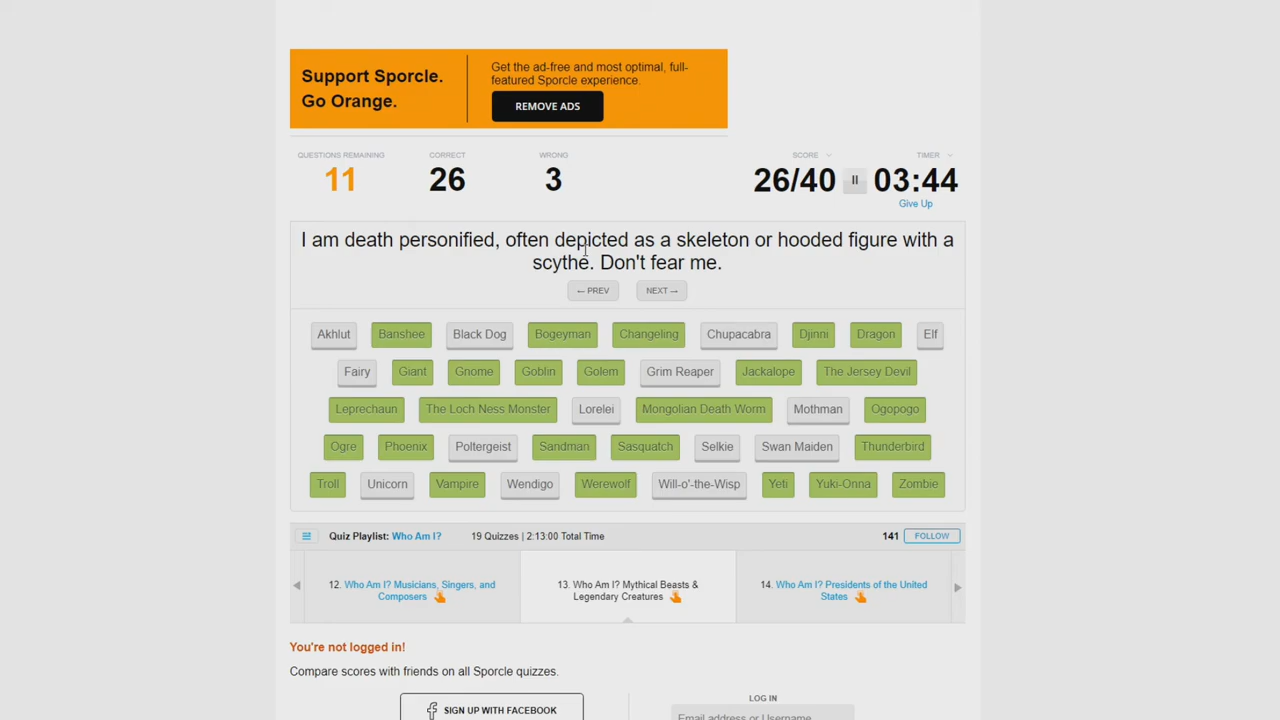 Support Sporcle.
Go Orange.
Get the ad-free and most optimal, full-
featured Sporcle experience.
REMOVE ADS
QUESTIONS REMAINING
11
CORRECT
26
WRONG
3
SCORE
26/40
TIMER
03:44
Give Up
I am death personified, often depicted as a skeleton or hooded figure with a
scythe. Don't fear me.
← PREV NEXT →
Akhlut Banshee Black Dog Bogeyman Changeling Chupacabra Djinni Dragon Elf
Fairy Giant Gnome Goblin Golem Grim Reaper Jackalope The Jersey Devil
Leprechaun The Loch Ness Monster Lorelei Mongolian Death Worm Mothman Ogopogo
Ogre Phoenix Poltergeist Sandman Sasquatch Selkie Swan Maiden Thunderbird
Troll Unicorn Vampire Wendigo Werewolf Will-o'-the-Wisp Yeti Yuki-Onna Zombie
Quiz Playlist: Who Am I? 19 Quizzes | 2:13:00 Total Time 141 FOLLOW
12. Who Am I? Musicians, Singers, and
Composers
13. Who Am I? Mythical Beasts &
Legendary Creatures
14. Who Am I? Presidents of the United
States
You're not logged in!
Compare scores with friends on all Sporcle quizzes.
SIGN UP WITH FACEBOOK
LOG IN
Email address or Username